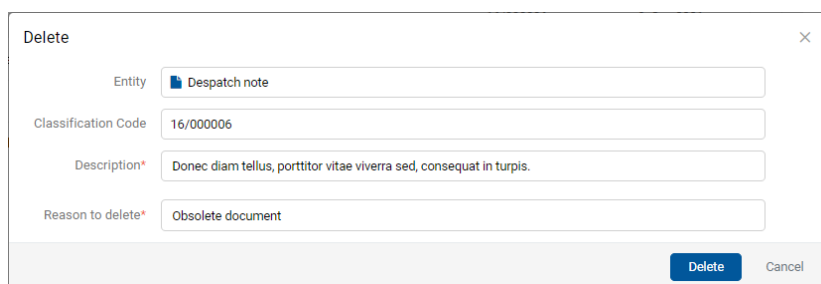 Delete
Entity Despatch note
Classification Code 16/000006
Description* Donec diam tellus, porttitor vitae viverra sed, consequat in turpis.
Reason to delete* Obsolete document
Delete Cancel